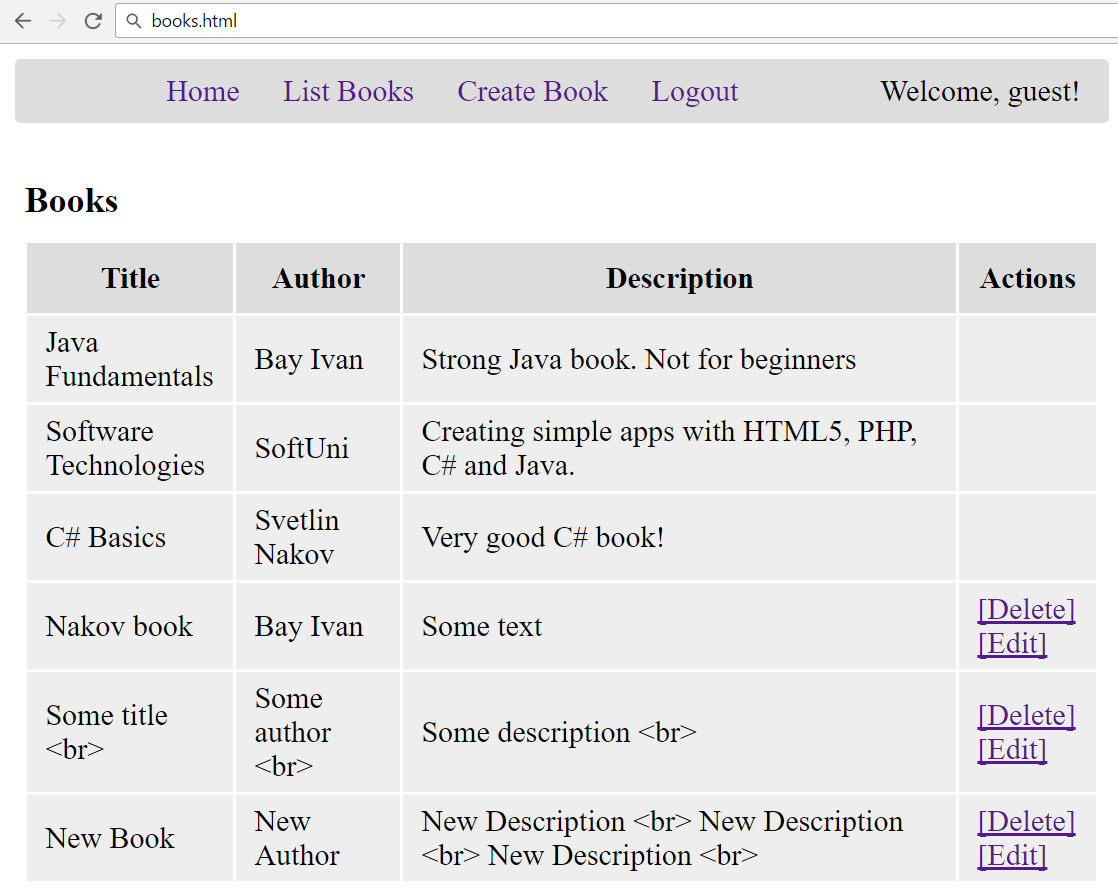 books.html
Home List Books Create Book Logout Welcome, guest!
Books
Title Author Description Actions
Java
Fundamentals
Bay Ivan
Strong Java book. Not for beginners
Software
Technologies
SoftUni
Creating simple apps with HTML5, PHP,
C# and Java.
C# Basics
Svetlin
Nakov
Very good C# book!
Nakov book
Bay Ivan
Some text
[Delete]
[Edit]
Some title
<br>
Some
author
<br>
Some description <br>
[Delete]
[Edit]
New Book
New
Author
New Description <br> New Description
<br> New Description <br>
[Delete]
[Edit]